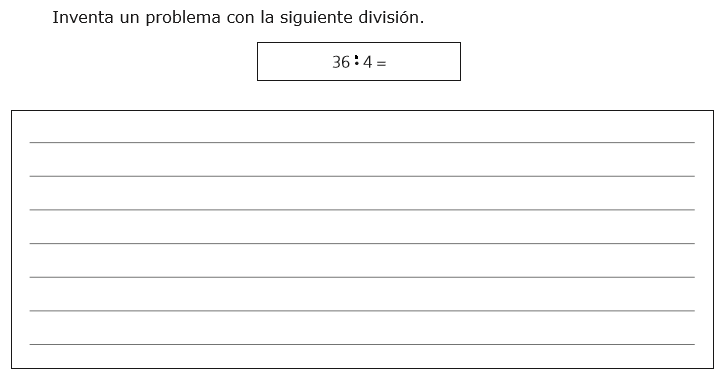 Inventa un problema con la siguiente división.
36 : 4 =